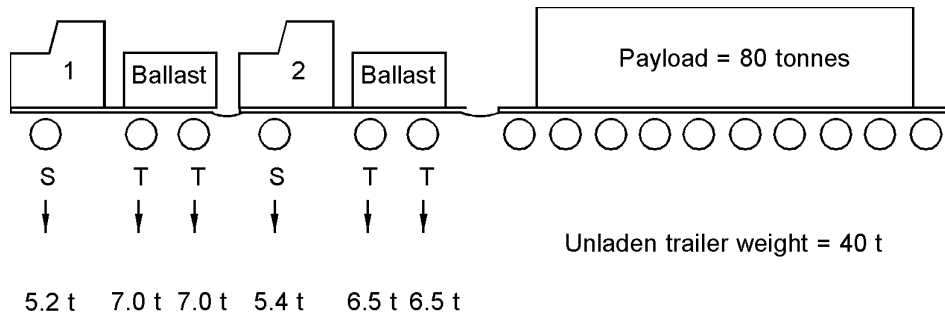 1 Ballast 2 Ballast Payload = 80 tonnes
S T T S T T
Unladen trailer weight = 40 t
5.2 t 7.0 t 7.0 t 5.4 t 6.5 t 6.5 t